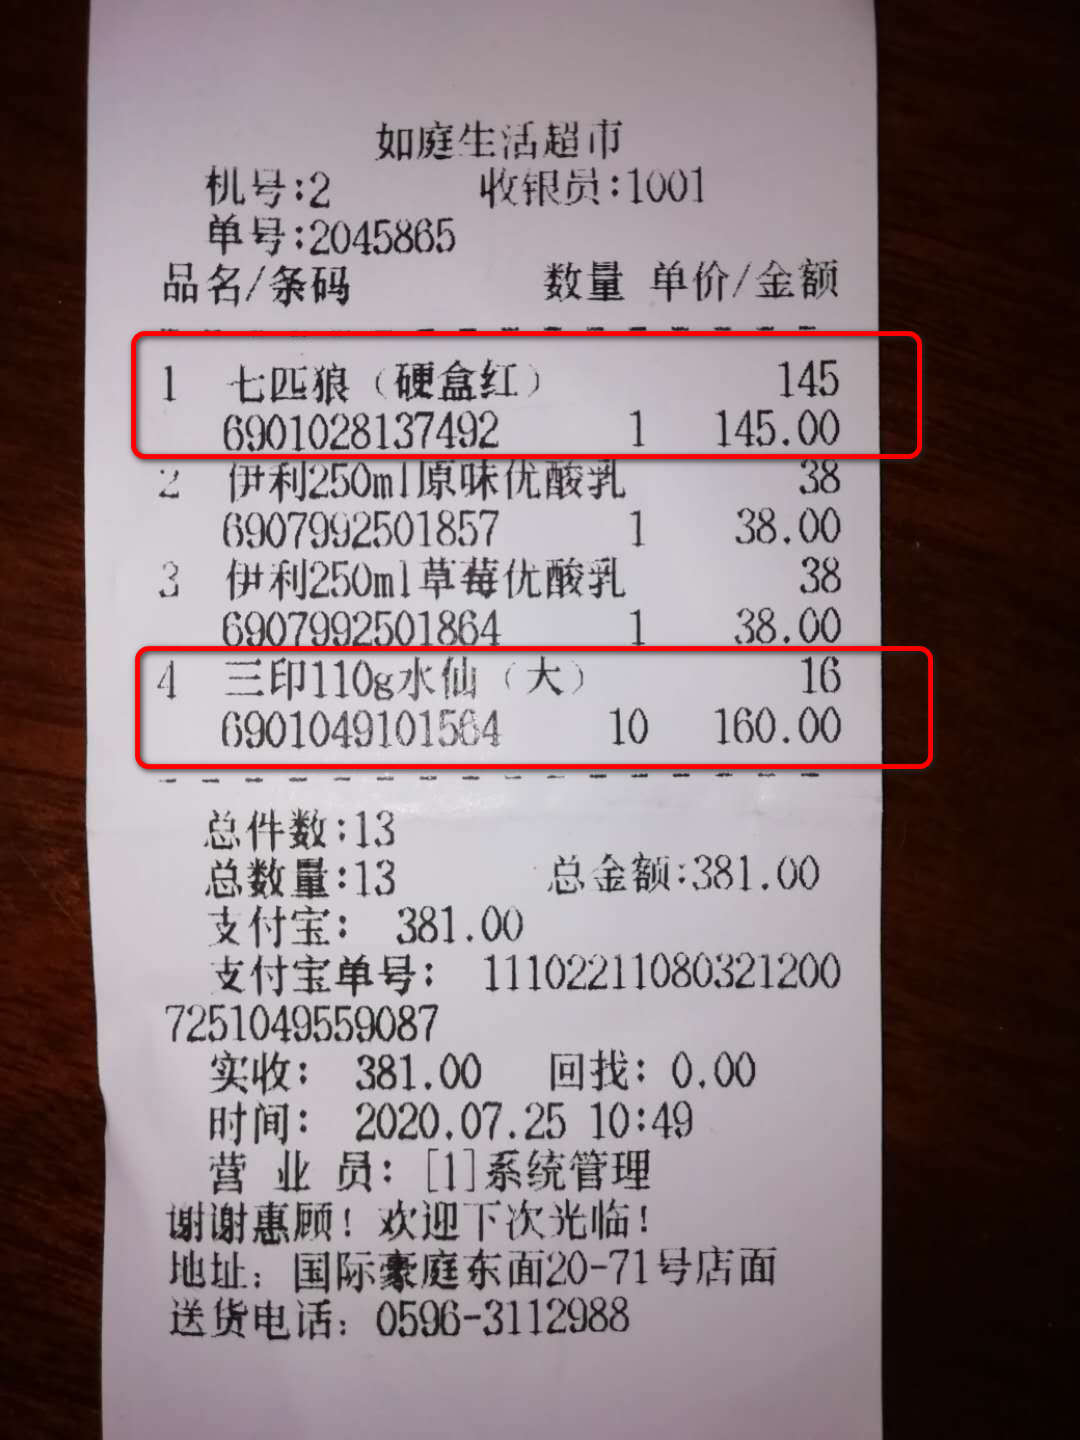 如庭生活超市
机号:2 收银员:1001
单号:2045865
品名/条码 数量 单价/金额
1 七匹狼（硬盒红） 145
6901028137492 1 145.00
2 伊利250ml原味优酸乳 38
6907992501857 1 38.00
3 伊利250ml草莓优酸乳 38
6907992501864 1 38.00
4 三印110g水仙（大） 16
6901049101564 10 160.00
总件数:13
总数量:13 总金额:381.00
支付宝: 381.00
支付宝单号: 11102211080321200
7251049559087
实收: 381.00 回找: 0.00
时间: 2020.07.25 10:49
营 业 员: [1]系统管理
谢谢惠顾! 欢迎下次光临!
地址: 国际豪庭东面20-71号店面
送货电话: 0596-3112988